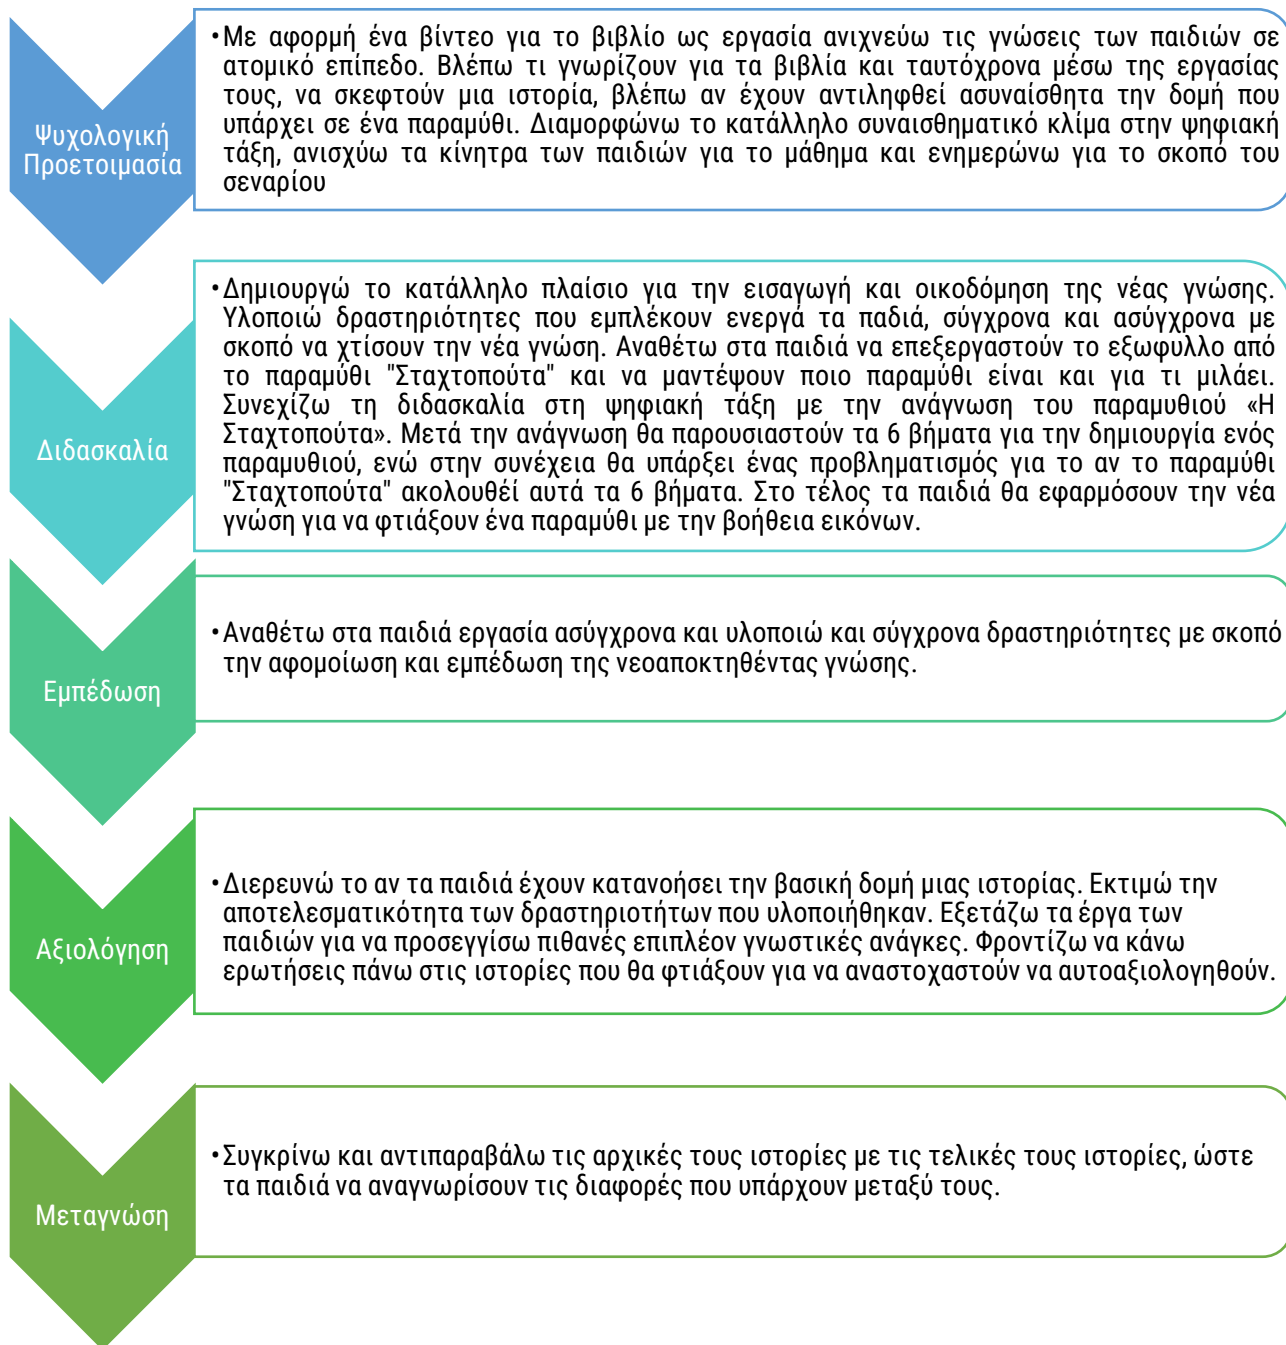 Ψυχολογική
Προετοιμασία
•Με αφορμή ένα βίντεο για το βιβλίο ως εργασία ανιχνεύω τις γνώσεις των παιδιών σε
ατομικό επίπεδο. Βλέπω τι γνωρίζουν για τα βιβλία και ταυτόχρονα μέσω της εργασίας
τους, να σκεφτούν μια ιστορία, βλέπω αν έχουν αντιληφθεί ασυναίσθητα την δομή που
υπάρχει σε ένα παραμύθι. Διαμορφώνω το κατάλληλο συναισθηματικό κλίμα στην ψηφιακή
τάξη, ανισχύω τα κίνητρα των παιδιών για το μάθημα και ενημερώνω για το σκοπό του
σεναρίου
Διδασκαλία
•Δημιουργώ το κατάλληλο πλαίσιο για την εισαγωγή και οικοδόμηση της νέας γνώσης.
Υλοποιώ δραστηριότητες που εμπλέκουν ενεργά τα παδιά, σύγχρονα και ασύγχρονα με
σκοπό να χτίσουν την νέα γνώση. Αναθέτω στα παιδιά να επεξεργαστούν το εξωφυλλο από
το παραμύθι "Σταχτοπούτα" και να μαντέψουν ποιο παραμύθι είναι και για τι μιλάει.
Συνεχίζω τη διδασκαλία στη ψηφιακή τάξη με την ανάγνωση του παραμυθιού «Η
Σταχτοπούτα». Μετά την ανάγνωση θα παρουσιαστούν τα 6 βήματα για την δημιουργία ενός
παραμυθιού, ενώ στην συνέχεια θα υπάρξει ένας προβληματισμός για το αν το παραμύθι
"Σταχτοπούτα" ακολουθέί αυτά τα 6 βήματα. Στο τέλος τα παιδιά θα εφαρμόσουν την νέα
γνώση για να φτιάξουν ένα παραμύθι με την βοήθεια εικόνων.
Εμπέδωση
•Αναθέτω στα παιδιά εργασία ασύγχρονα και υλοποιώ και σύγχρονα δραστηριότητες με σκοπό
την αφομοίωση και εμπέδωση της νεοαποκτηθέντας γνώσης.
Αξιολόγηση
•Διερευνώ το αν τα παιδιά έχουν κατανοήσει την βασική δομή μιας ιστορίας. Εκτιμώ την
αποτελεσματικότητα των δραστηριοτήτων που υλοποιήθηκαν. Εξετάζω τα έργα των
παιδιών για να προσεγγίσω πιθανές επιπλέον γνωστικές ανάγκες. Φροντίζω να κάνω
ερωτήσεις πάνω στις ιστορίες που θα φτιάξουν για να αναστοχαστούν να αυτοαξιολογηθούν.
Μεταγνώση
•Συγκρίνω και αντιπαραβάλω τις αρχικές τους ιστορίες με τις τελικές τους ιστορίες, ώστε
τα παιδιά να αναγνωρίσουν τις διαφορές που υπάρχουν μεταξύ τους.